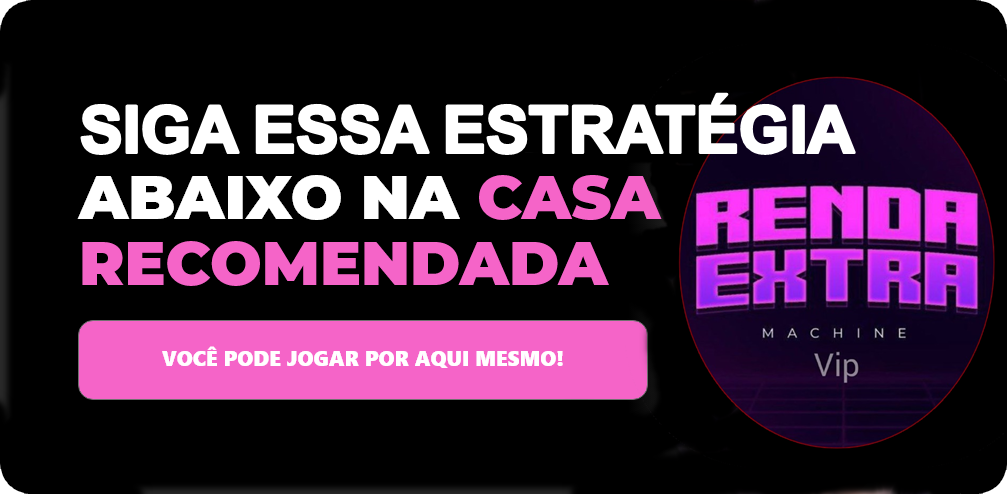 SIGA ESSA ESTRATÉGIA
ABAIXO NA CASA
RECOMENDADA
VOCÊ PODE JOGAR POR AQUI MESMO!
RENDA
EXTRA
MACHINE
Vip